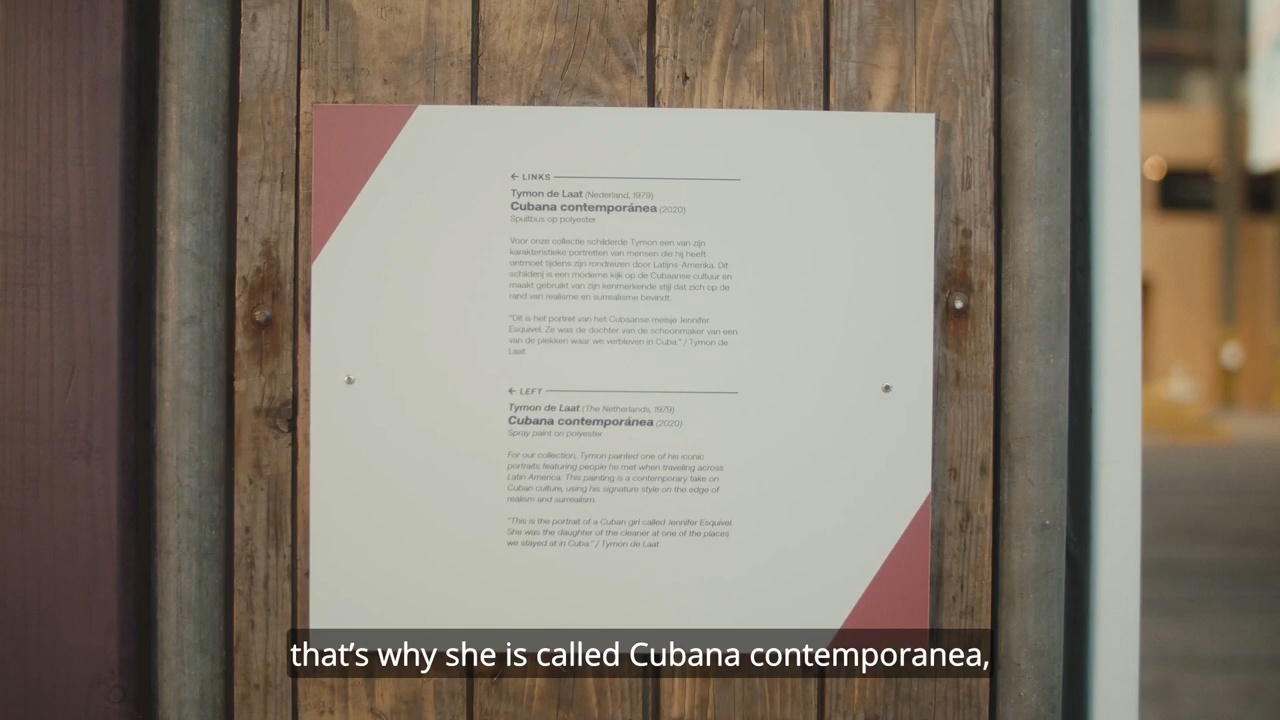 ← LINKS
Tymon de Laat (Nederland, 1979)
Cubana contemporánea (2020)
Spuitbus op polyester
Voor onze collectie schilderde Tymon een van zijn
karakteristieke portretten van mensen die hij heeft
ontmoet tijdens zijn rondreizen door Latijns-Amerika. Dit
schilderij is een moderne kijk op de Cubaanse cultuur en
maakt gebruikt van zijn kenmerkende stijl dat zich op de
rand van realisme en surrealisme bevindt.
"Dit is het portret van het Cubaanse meisje Jennifer
Esquivel. Ze was de dochter van de schoonmaker van een
van de plekken waar we verbleven in Cuba." / Tymon de
Laat
← LEFT
Tymon de Laat (The Netherlands, 1979)
Cubana contemporánea (2020)
Spray paint on polyester
For our collection, Tymon painted one of his iconic
portraits featuring people he met when traveling across
Latin America. This painting is a contemporary take on
Cuban culture, using his signature style on the edge of
realism and surrealism.
"This is the portrait of a Cuban girl called Jennifer Esquivel.
She was the daughter of the cleaner at one of the places
we stayed at in Cuba." / Tymon de Laat
that's why she is called Cubana contemporanea,